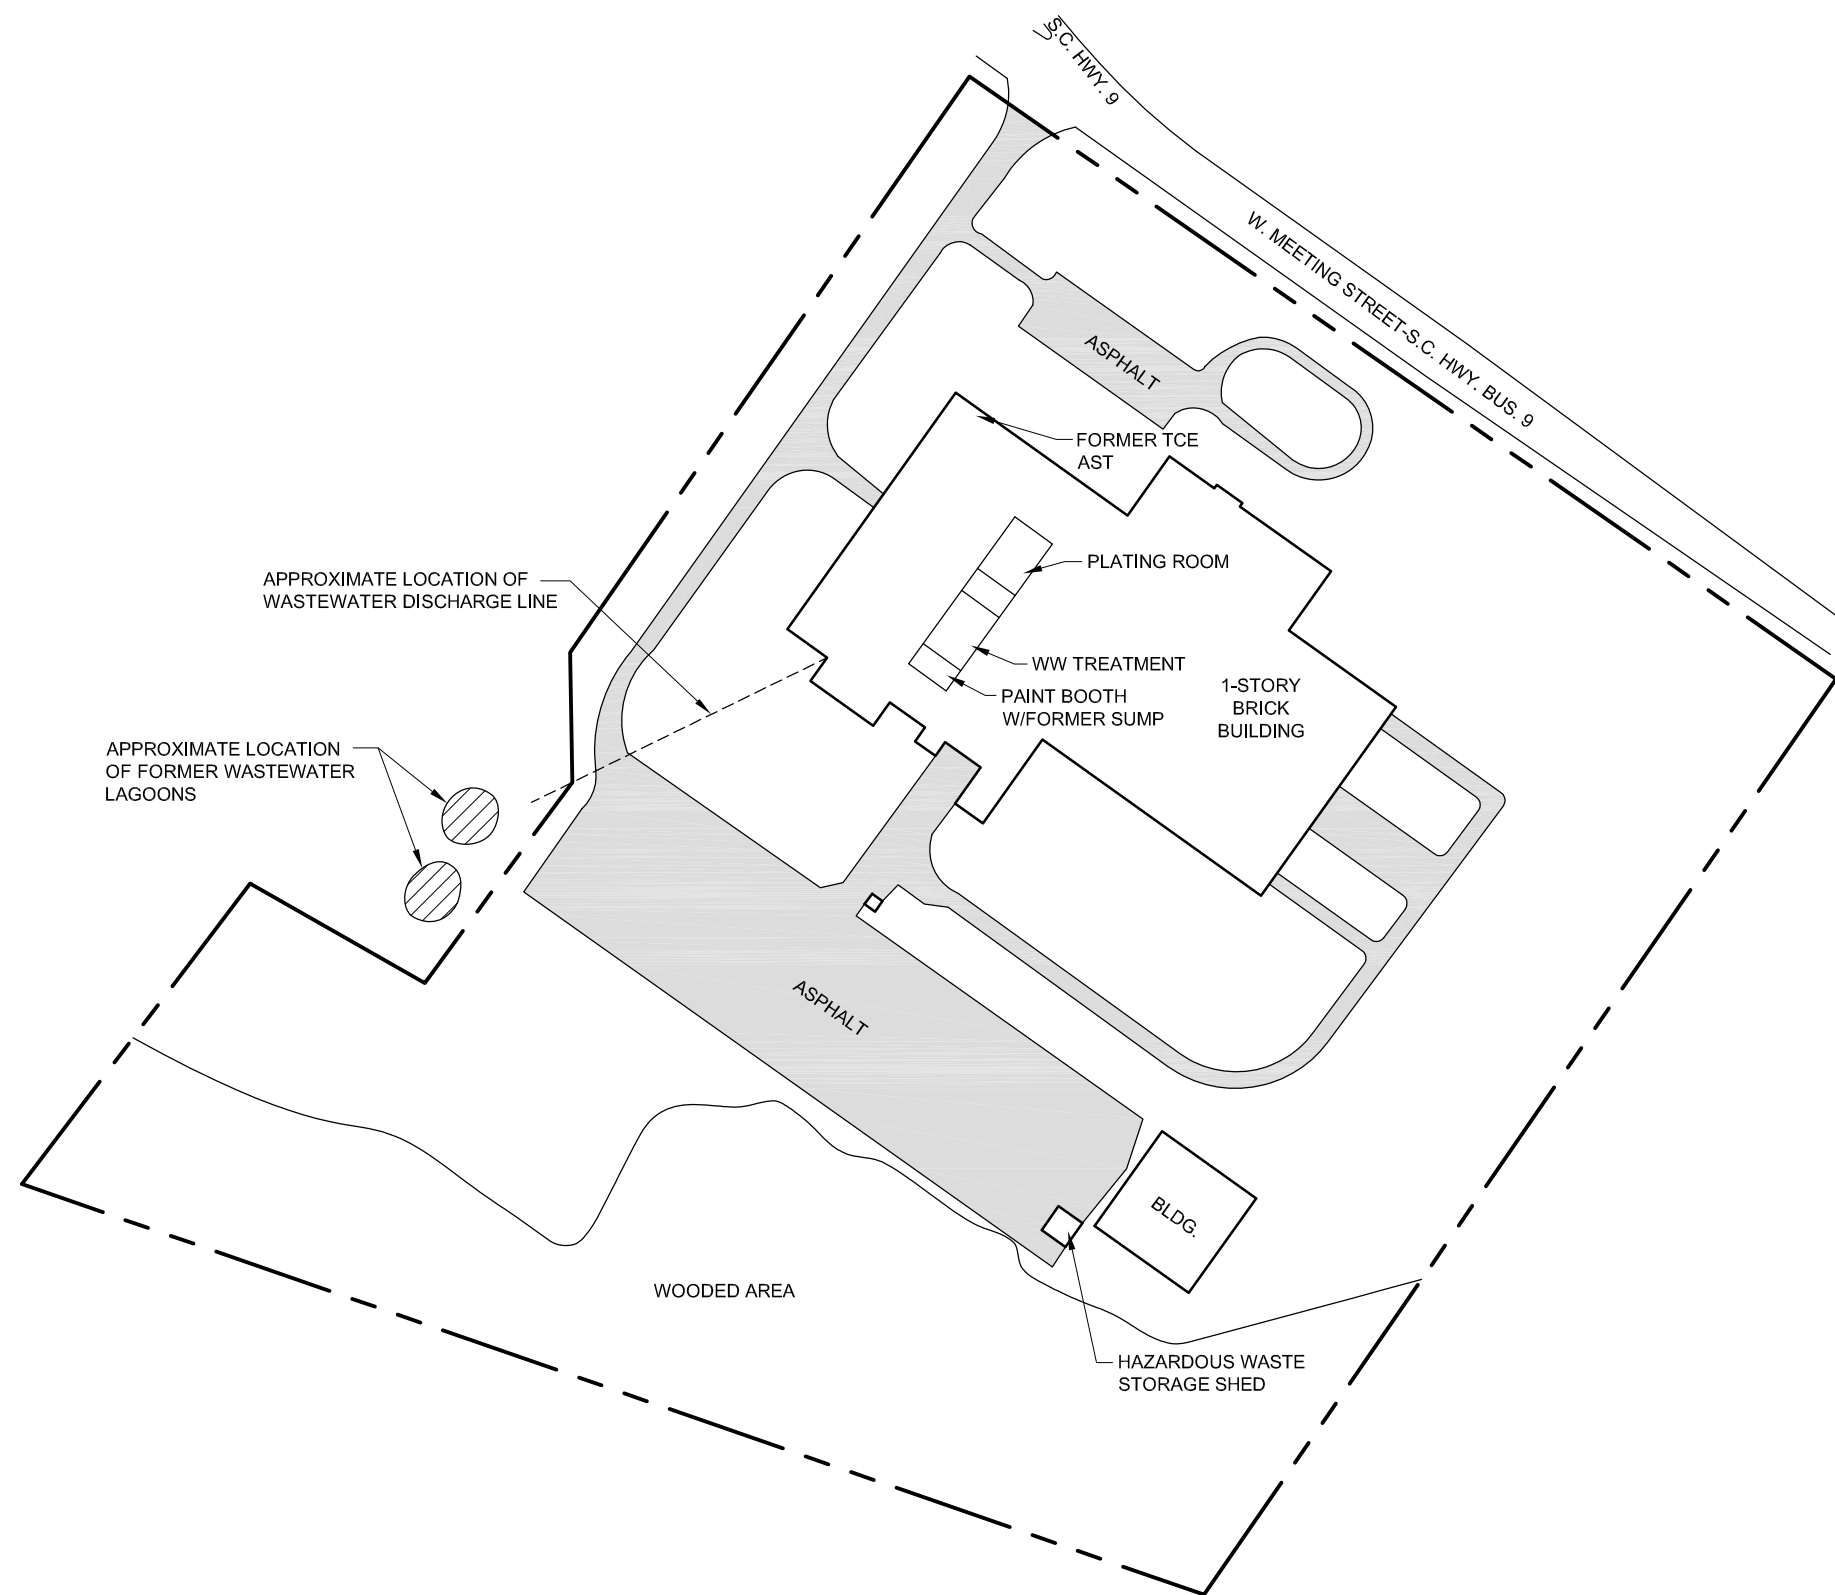 S.C. HWY. 9
W. MEETING STREET-S.C. HWY. BUS. 9
ASPHALT
FORMER TCE
AST
PLATING ROOM
APPROXIMATE LOCATION OF
WASTEWATER DISCHARGE LINE
WW TREATMENT
PAINT BOOTH
W/FORMER SUMP
1-STORY
BRICK
BUILDING
APPROXIMATE LOCATION
OF FORMER WASTEWATER
LAGOONS
ASPHALT
BLDG.
WOODED AREA
HAZARDOUS WASTE
STORAGE SHED